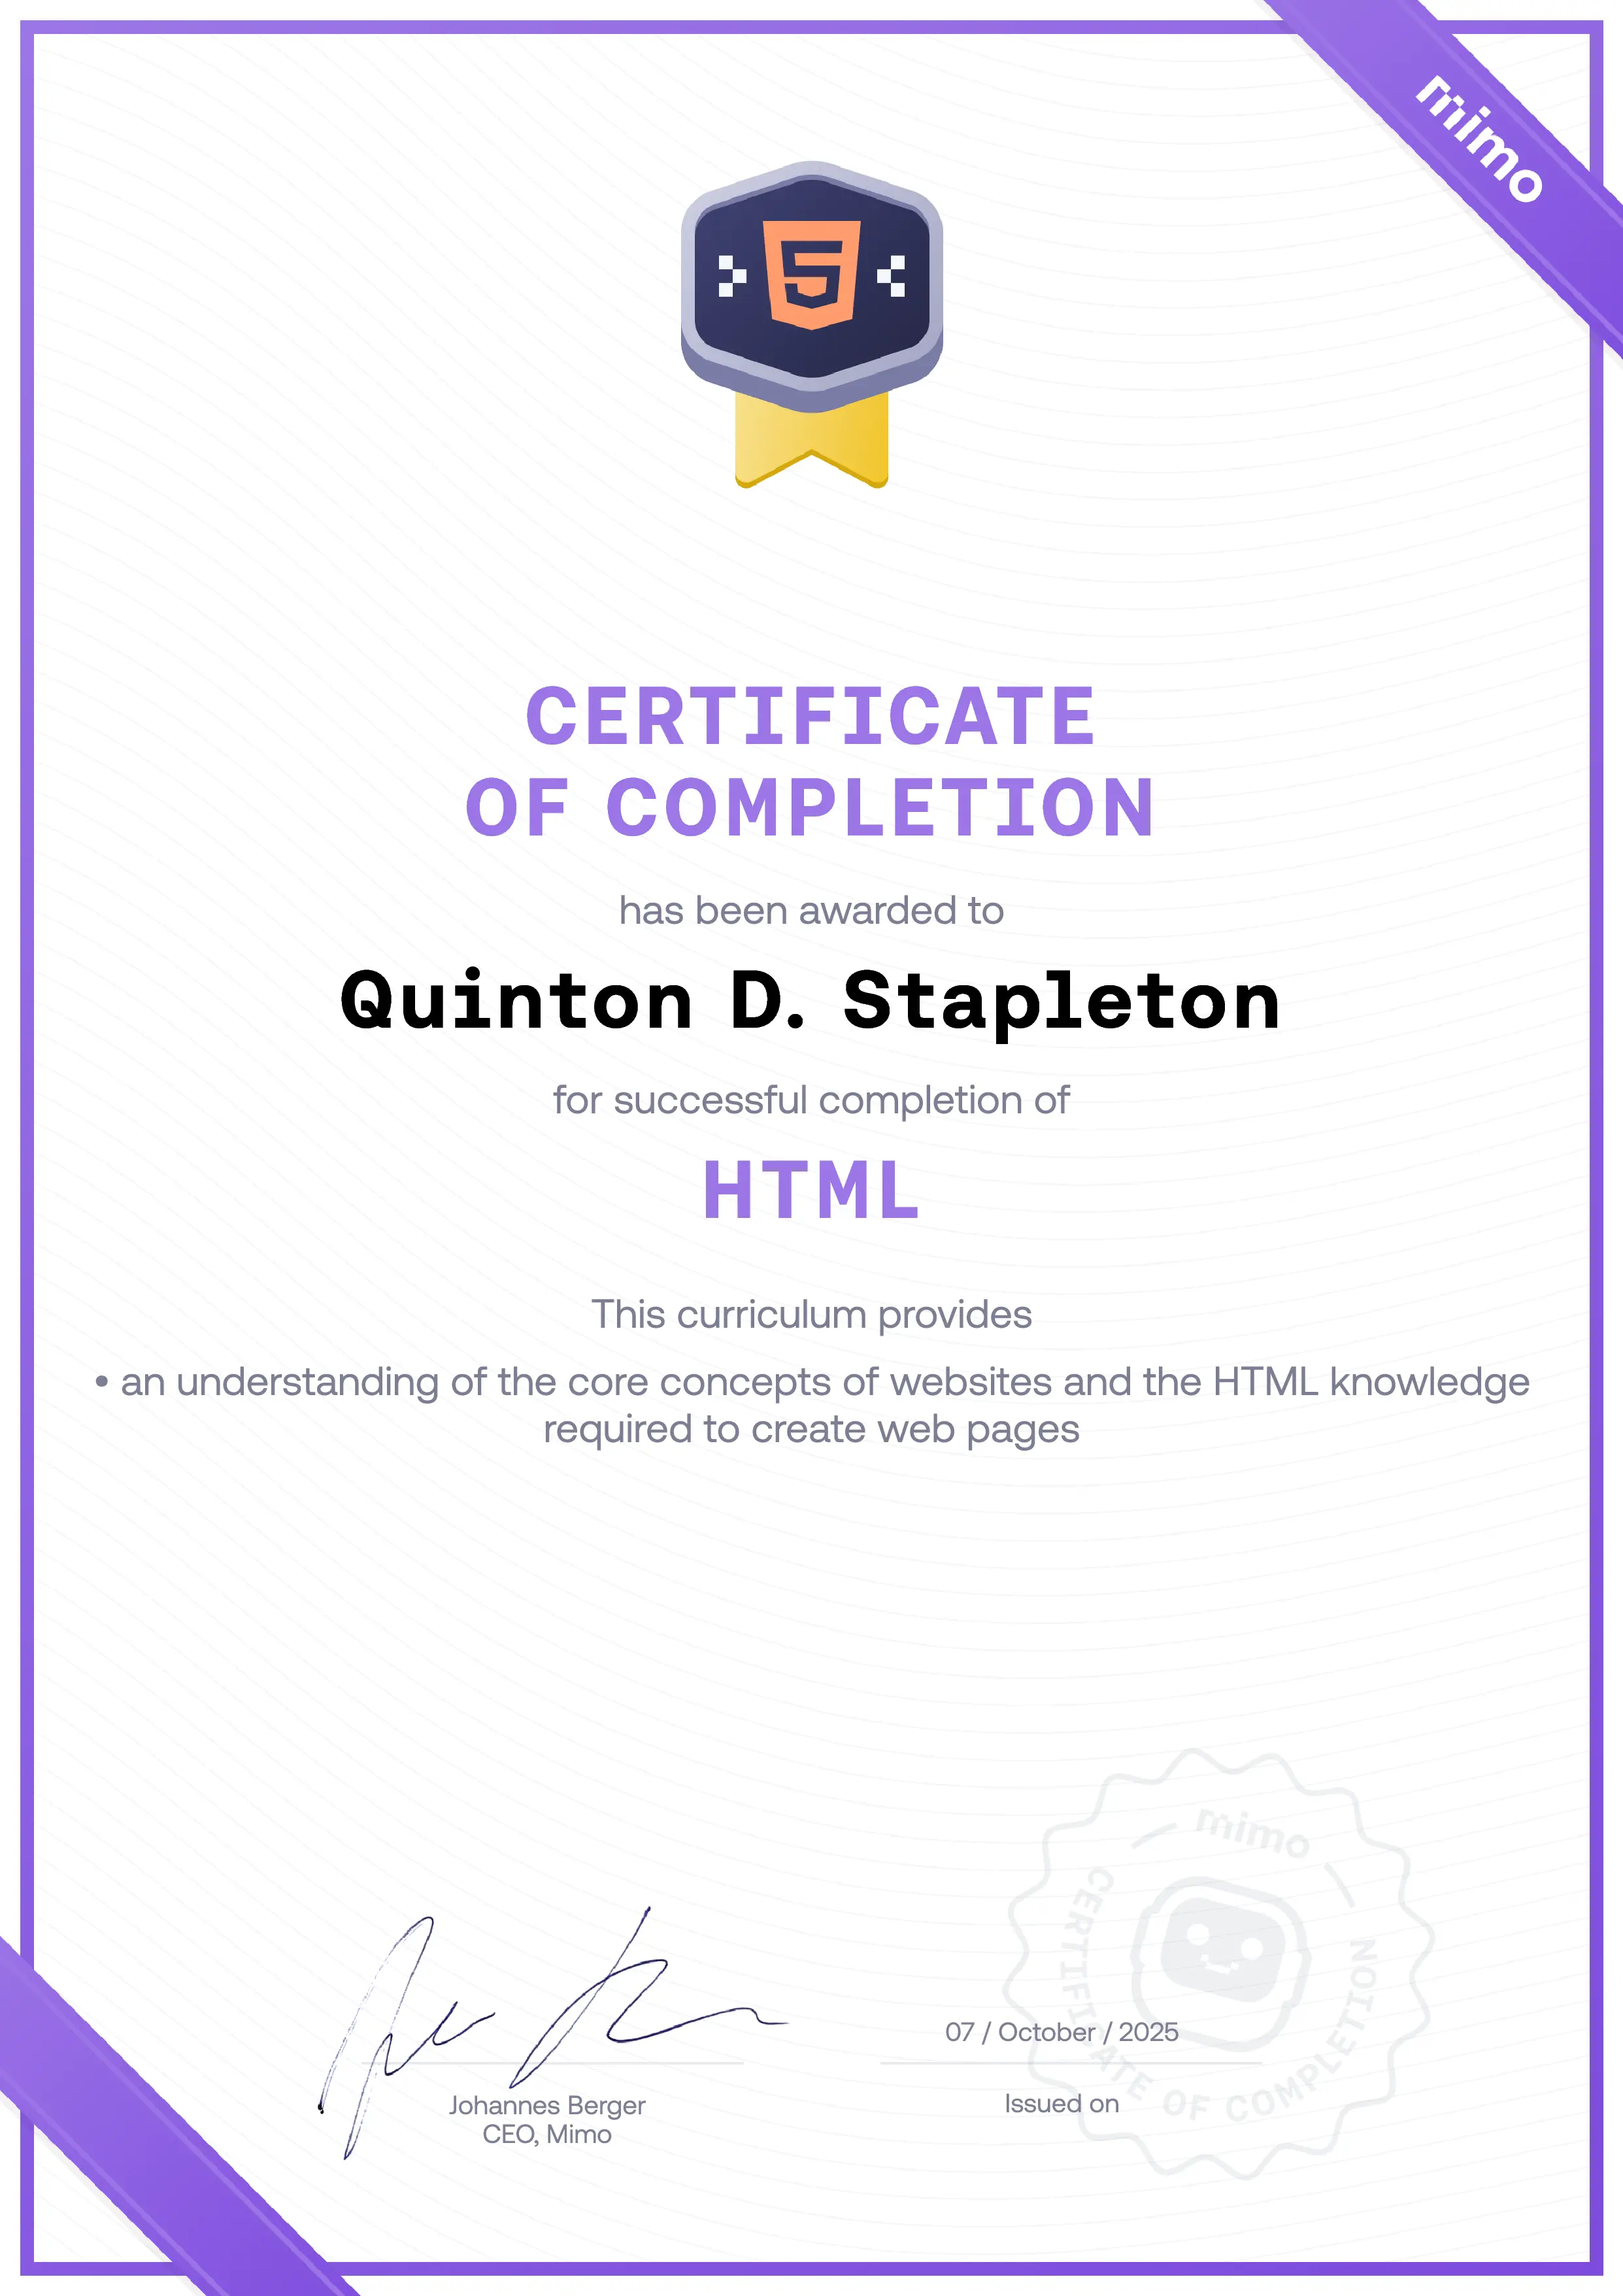 mimo
CERTIFICATE
OF COMPLETION
has been awarded to
Quinton D. Stapleton
for successful completion of
HTML
This curriculum provides
• an understanding of the core concepts of websites and the HTML knowledge
required to create web pages
mimo
CERTIFICATE OF COMPLETION
07 / October / 2025
Johannes Berger
CEO, Mimo
Issued on